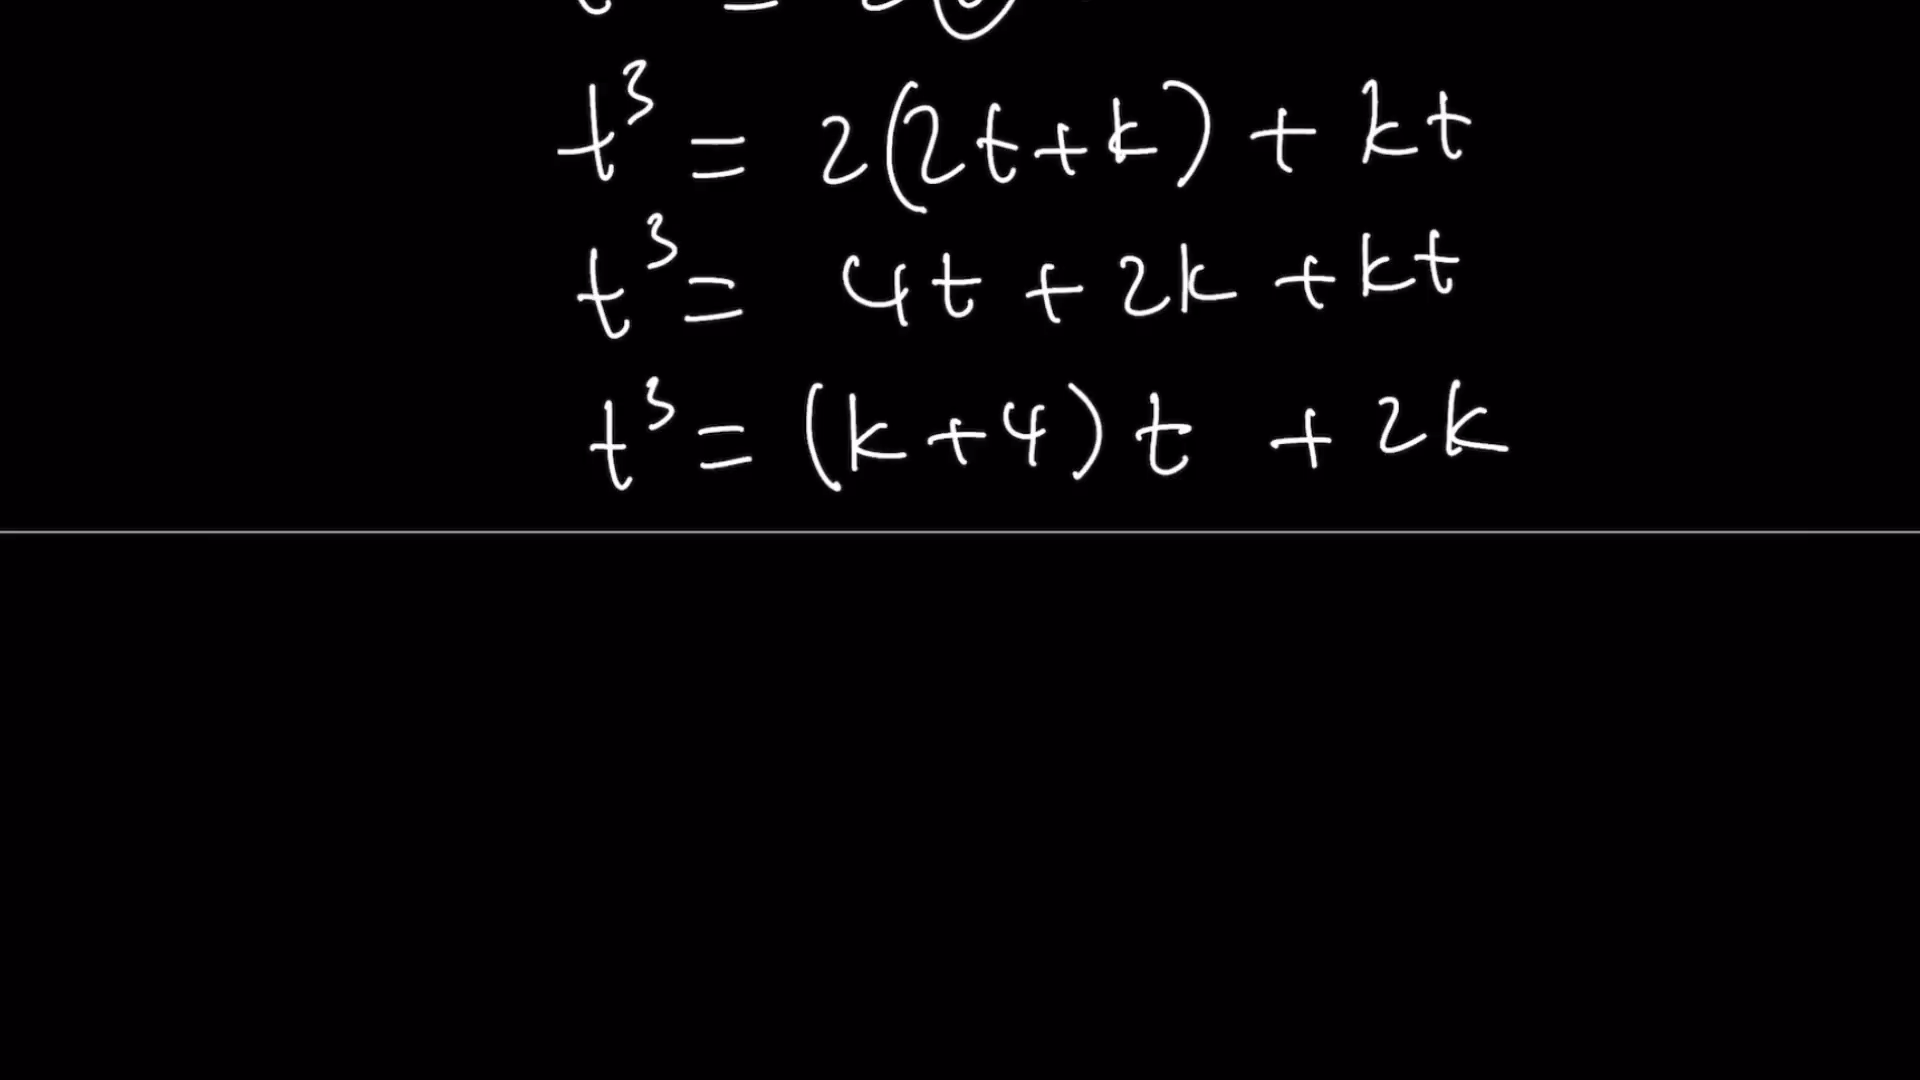 t³ = 2(2t+k) + kt
t³ = 4t + 2k + kt
t³ = (k+4)t + 2k